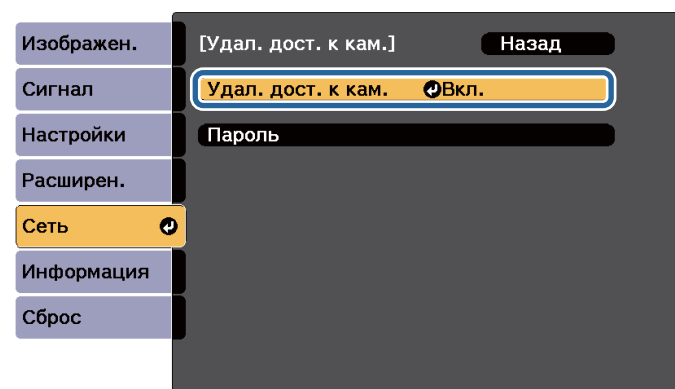 Изображен.
Сигнал
Настройки
Расширен.
Сеть
Информация
Сброс
[Удал. дост. к кам.] Назад
Удал. дост. к кам. Вкл.
Пароль